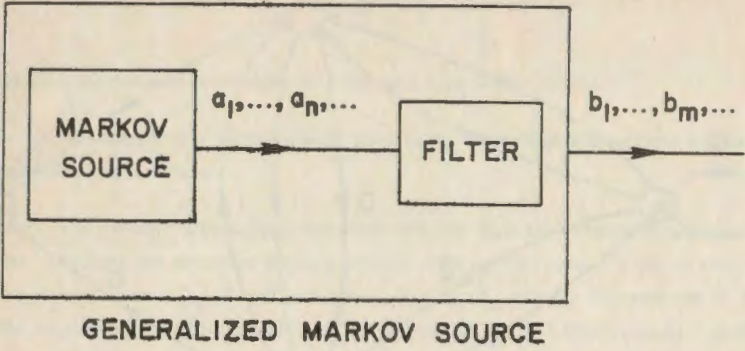 MARKOV
SOURCE
a₁,..., aₙ,...
FILTER
b₁,..., bₘ,...
GENERALIZED MARKOV SOURCE